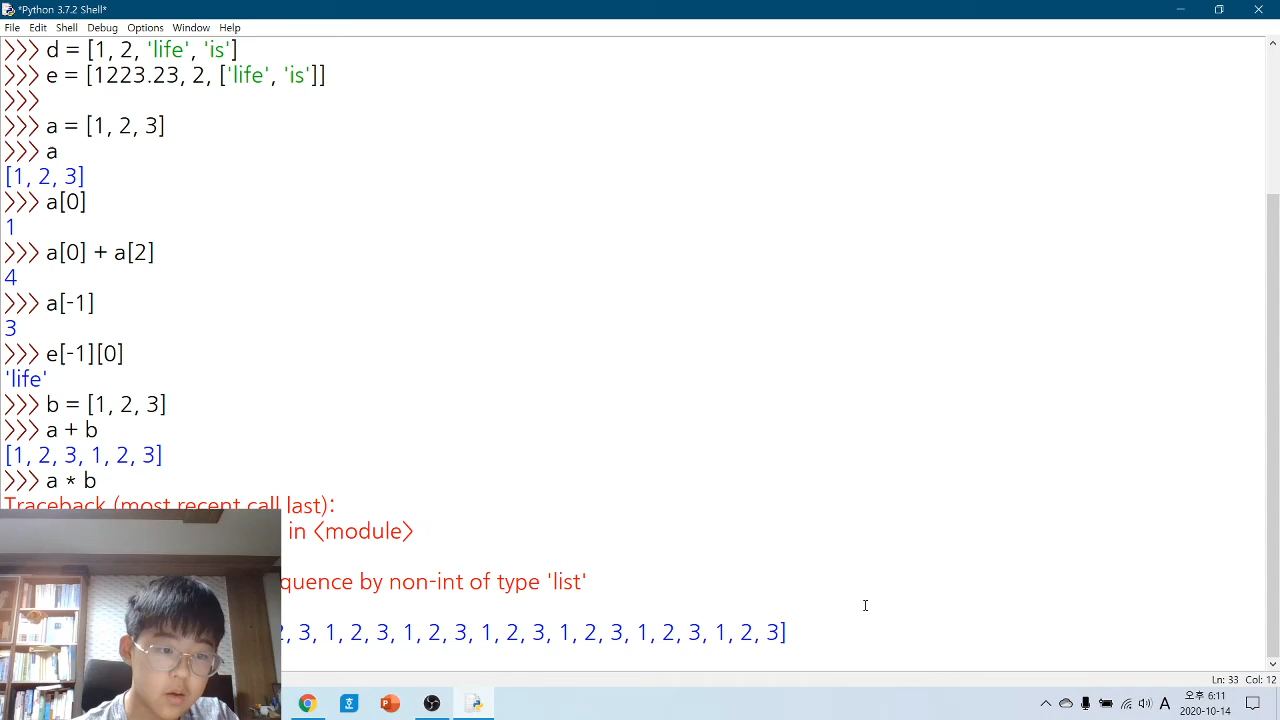 *Python 3.7.2 Shell*
File Edit Shell Debug Options Window Help
>>> d = [1, 2, 'life', 'is']
>>> e = [1223.23, 2, ['life', 'is']]
>>>
>>> a = [1, 2, 3]
>>> a
[1, 2, 3]
>>> a[0]
1
>>> a[0] + a[2]
4
>>> a[-1]
3
>>> e[-1][0]
'life'
>>> b = [1, 2, 3]
>>> a + b
[1, 2, 3, 1, 2, 3]
>>> a * b
Traceback (most recent call last):
in <module>
quence by non-int of type 'list'
2, 3, 1, 2, 3, 1, 2, 3, 1, 2, 3, 1, 2, 3, 1, 2, 3, 1, 2, 3]
Ln: 33 Col: 12
A 오후 6:11
2020-10-14